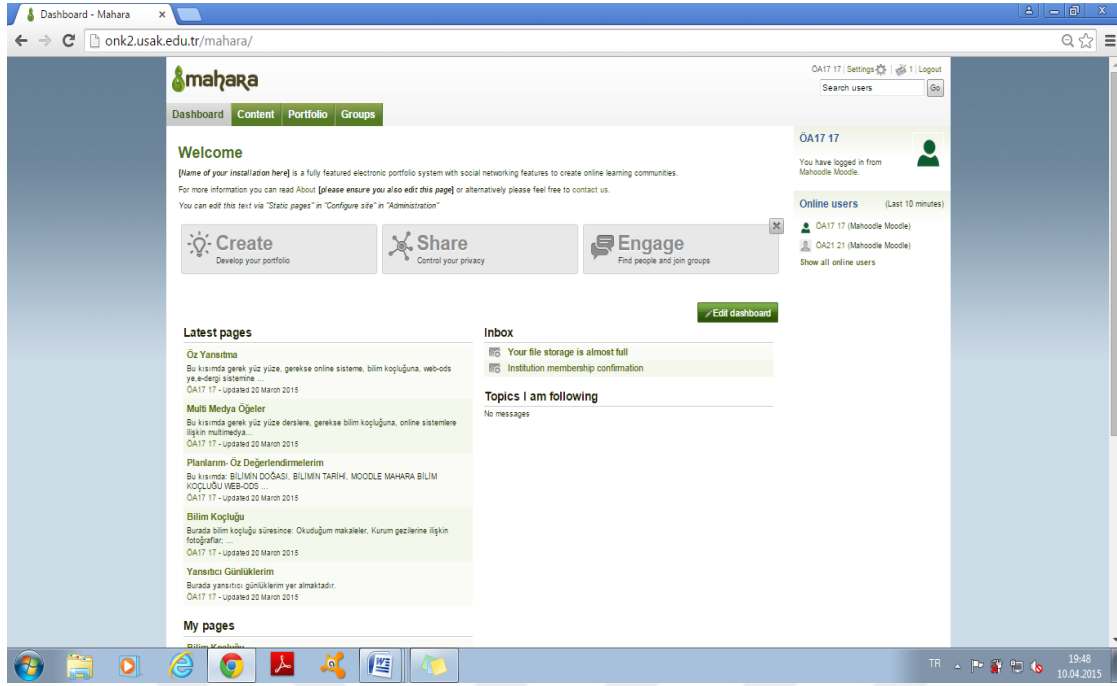 Dashboard - Mahara
onk2.usak.edu.tr/mahara/
mahara
ÖA17 17 | Settings | 1 | Logout
Search users Go
Dashboard Content Portfolio Groups
Welcome
[Name of your installation here] is a fully featured electronic portfolio system with social networking features to create online learning communities.
For more information you can read About [please ensure you also edit this page] or alternatively please feel free to contact us.
You can edit this text via "Static pages" in "Configure site" in "Administration"
Create
Develop your portfolio
Share
Control your privacy
Engage
Find people and join groups
Edit dashboard
Latest pages
Öz Yansıtma
Bu kısımda gerek yüz yüze, gerekse online sisteme, bilim koçluğuna, web-ods
ye,e-dergi sistemine ...
ÖA17 17 - Updated 20 March 2015
Multi Medya Öğeler
Bu kısımda gerek yüz yüze derslere, gerekse bilim koçluğuna, online sistemlere
ilişkin multimedya...
ÖA17 17 - Updated 20 March 2015
Planlarım- Öz Değerlendirmelerim
Bu kısımda: BİLİMİN DOĞASI, BİLİMİN TARİHİ, MOODLE MAHARA BİLİM
KOÇLUĞU WEB-ODS ...
ÖA17 17 - Updated 20 March 2015
Bilim Koçluğu
Burada bilim koçluğu süresince: Okuduğum makaleler, Kurum gezilerine ilişkin
fotoğraflar; ...
ÖA17 17 - Updated 20 March 2015
Yansıtıcı Günlüklerim
Burada yansıtıcı günlüklerim yer almaktadır.
ÖA17 17 - Updated 20 March 2015
My pages
Bilim Koçluğu
Inbox
Your file storage is almost full
Institution membership confirmation
Topics I am following
No messages
ÖA17 17
You have logged in from
Mahoodle Moodle.
Online users (Last 10 minutes)
ÖA17 17 (Mahoodle Moodle)
ÖA21 21 (Mahoodle Moodle)
Show all online users
TR
19:48
10.04.2015